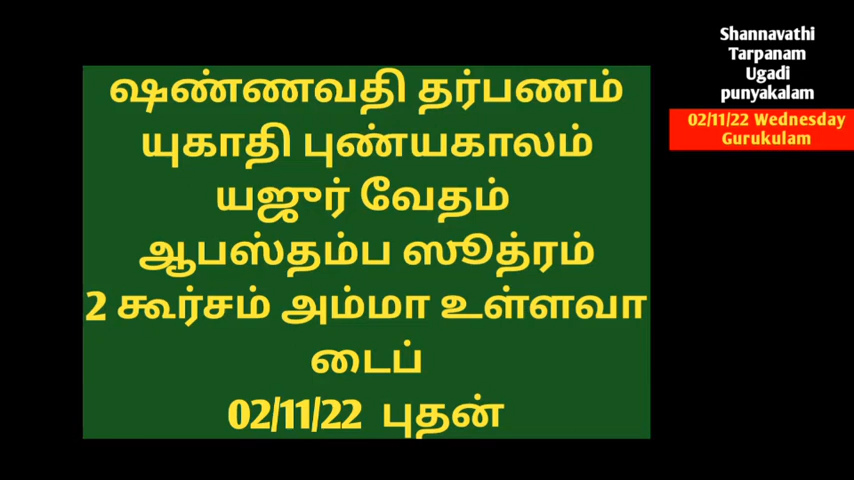 ஷண்ணவதி தர்பணம்
யுகாதி புண்யகாலம்
யஜுர் வேதம்
ஆபஸ்தம்ப ஸூத்ரம்
2 கூர்சம் அம்மா உள்ளவா
டைப்
02/11/22 புதன்
Shannavathi
Tarpanam
Ugadi
punyakalam
02/11/22 Wednesday
Gurukulam